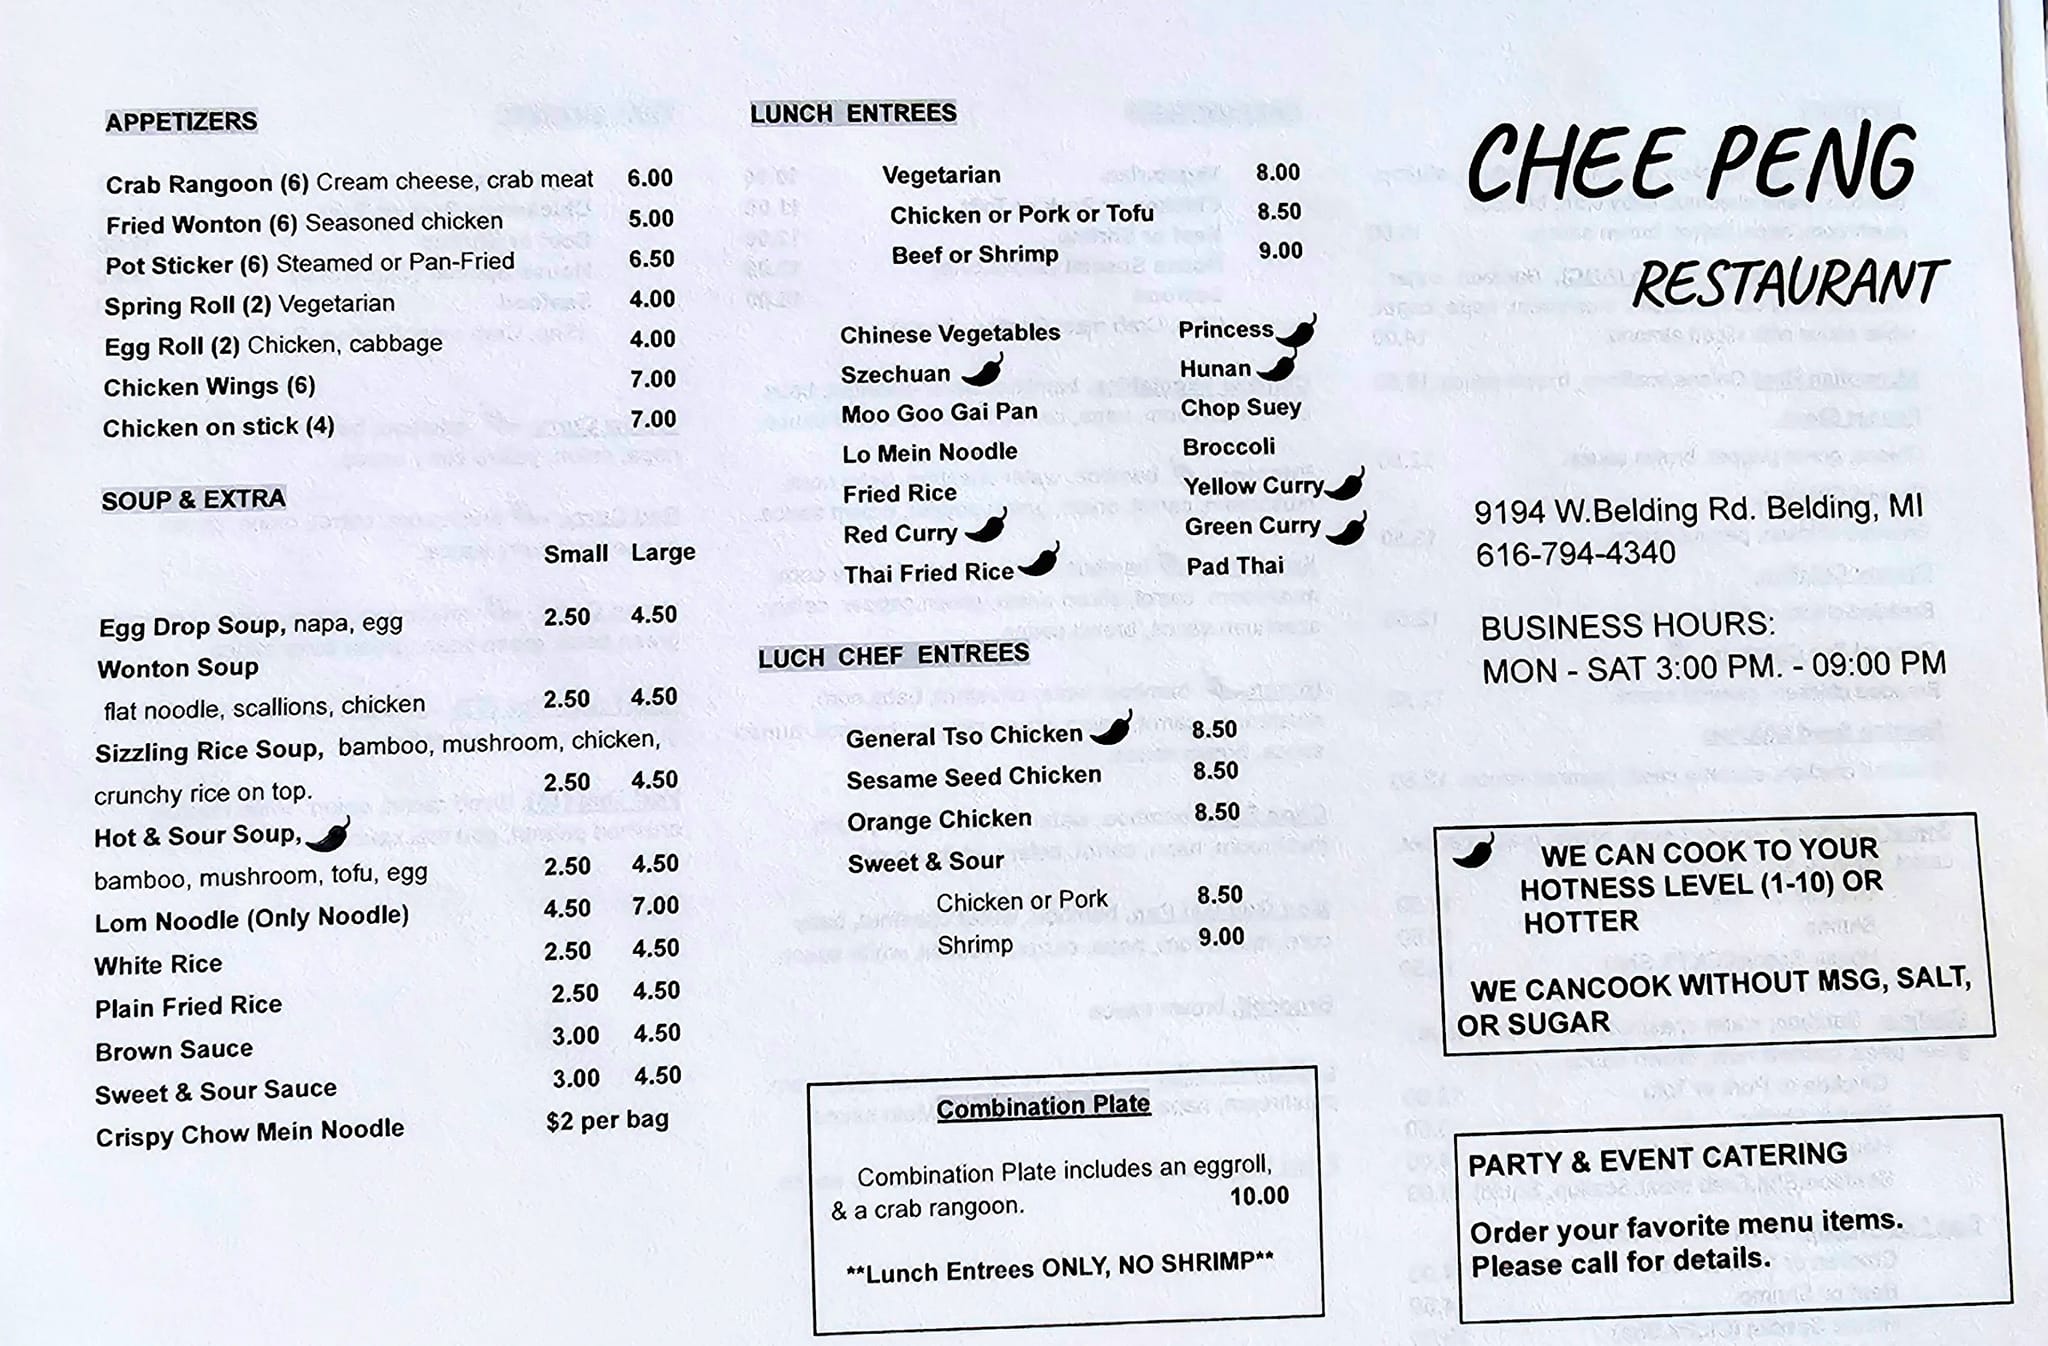 APPETIZERS
Crab Rangoon (6) Cream cheese, crab meat 6.00
Fried Wonton (6) Seasoned chicken 5.00
Pot Sticker (6) Steamed or Pan-Fried 6.50
Spring Roll (2) Vegetarian 4.00
Egg Roll (2) Chicken, cabbage 4.00
Chicken Wings (6) 7.00
Chicken on stick (4) 7.00
SOUP & EXTRA
Small Large
Egg Drop Soup, napa, egg 2.50 4.50
Wonton Soup
flat noodle, scallions, chicken 2.50 4.50
Sizzling Rice Soup, bamboo, mushroom, chicken,
crunchy rice on top. 2.50 4.50
Hot & Sour Soup,
bamboo, mushroom, tofu, egg 2.50 4.50
Lom Noodle (Only Noodle) 4.50 7.00
White Rice 2.50 4.50
Plain Fried Rice 2.50 4.50
Brown Sauce 3.00 4.50
Sweet & Sour Sauce 3.00 4.50
Crispy Chow Mein Noodle $2 per bag
LUNCH ENTREES
Vegetarian 8.00
Chicken or Pork or Tofu 8.50
Beef or Shrimp 9.00
Chinese Vegetables Princess
Szechuan Hunan
Moo Goo Gai Pan Chop Suey
Lo Mein Noodle Broccoli
Fried Rice Yellow Curry
Red Curry Green Curry
Thai Fried Rice Pad Thai
LUCH CHEF ENTREES
General Tso Chicken 8.50
Sesame Seed Chicken 8.50
Orange Chicken 8.50
Sweet & Sour
Chicken or Pork 8.50
Shrimp 9.00
Combination Plate
Combination Plate includes an eggroll,
& a crab rangoon. 10.00
**Lunch Entrees ONLY, NO SHRIMP**
CHEE PENG
RESTAURANT
9194 W.Belding Rd. Belding, MI
616-794-4340
BUSINESS HOURS:
MON - SAT 3:00 PM. - 09:00 PM
WE CAN COOK TO YOUR
HOTNESS LEVEL (1-10) OR
HOTTER
WE CANCOOK WITHOUT MSG, SALT,
OR SUGAR
PARTY & EVENT CATERING
Order your favorite menu items.
Please call for details.